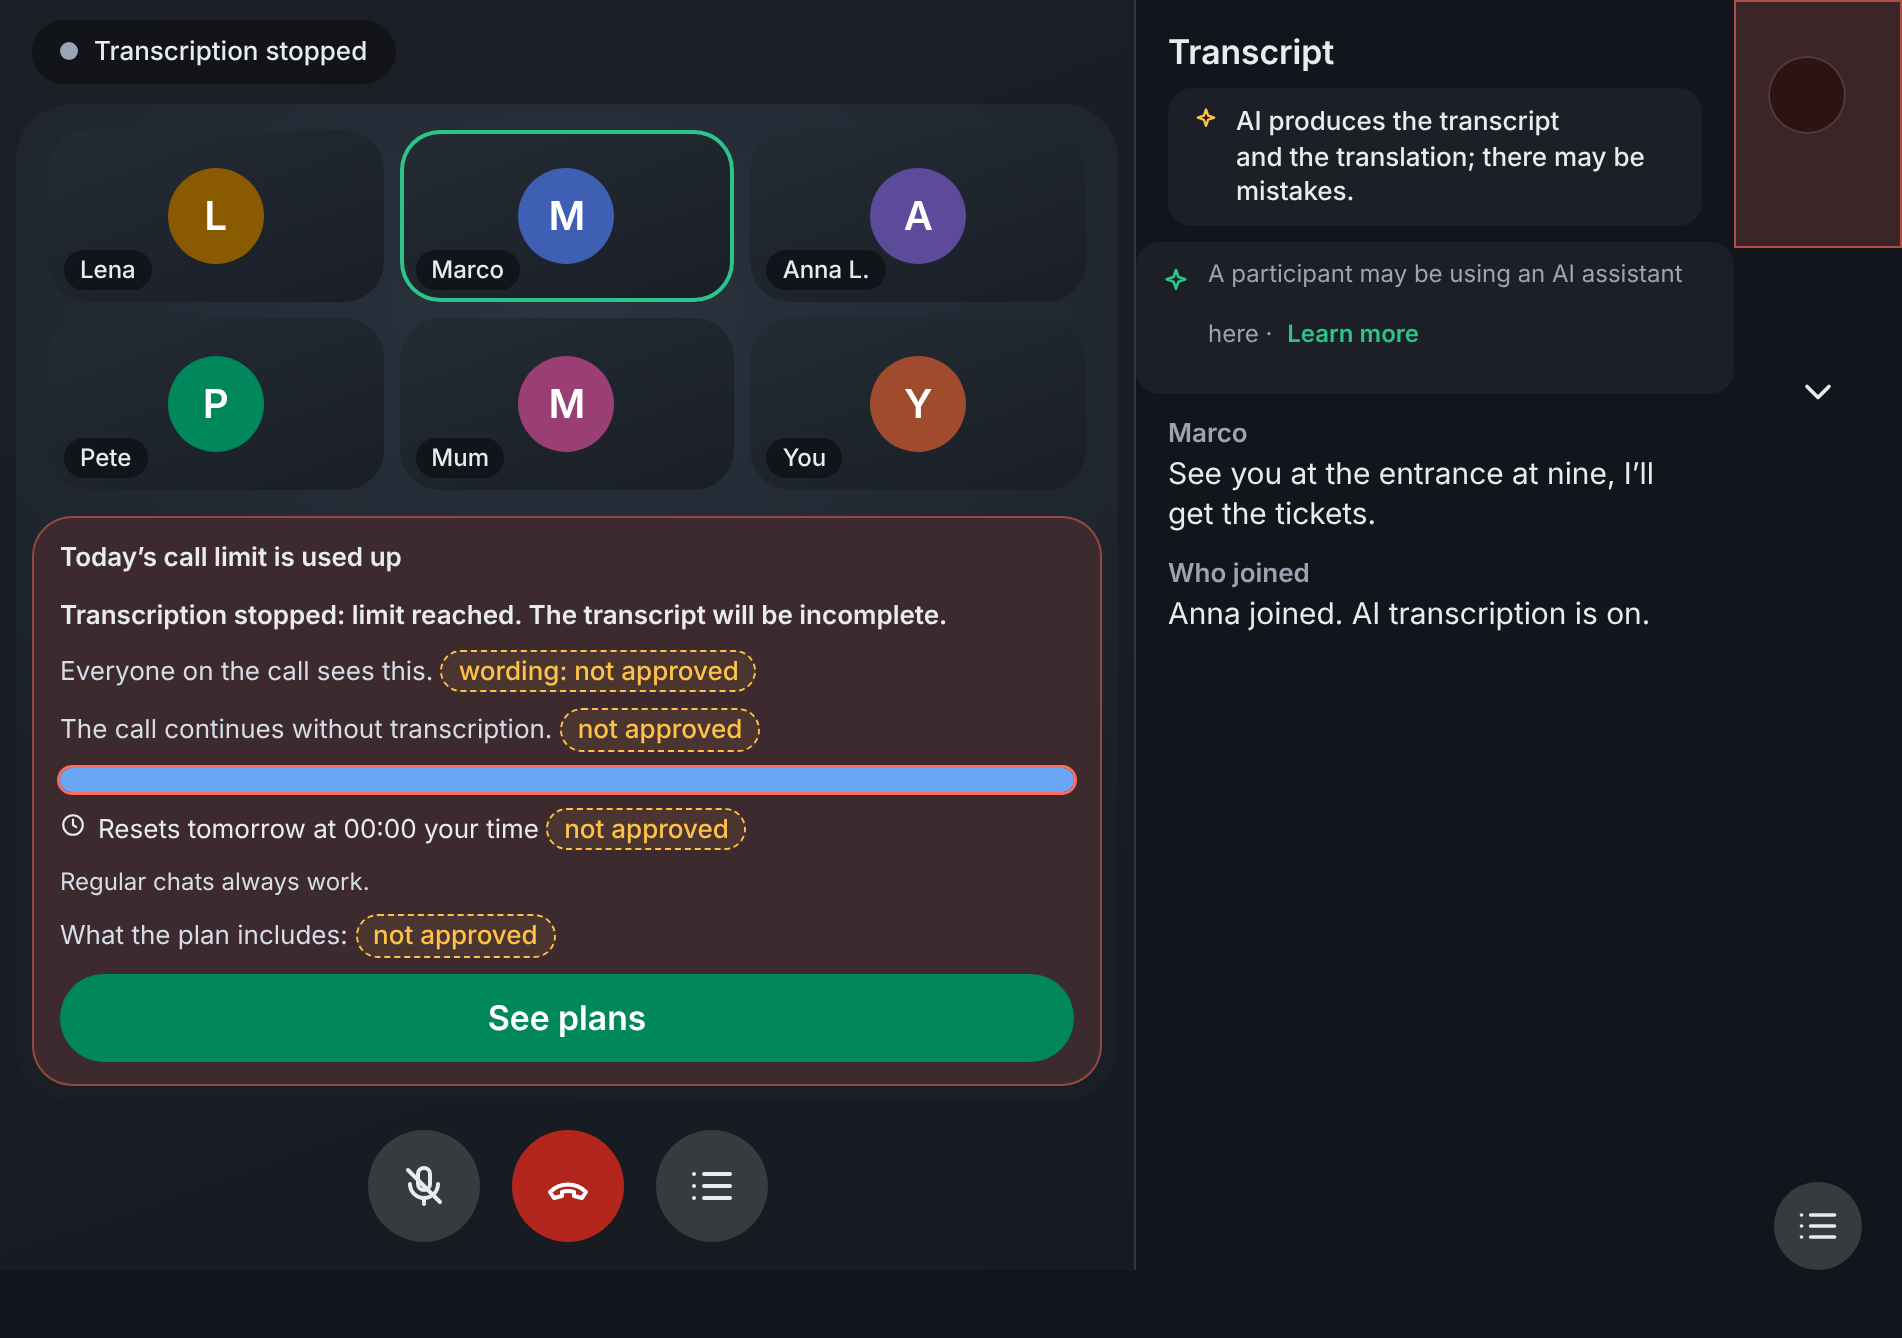 Transcription stopped
L
Lena
M
Marco
A
Anna L.
P
Pete
M
Mum
Y
You
Today’s call limit is used up
Transcription stopped: limit reached. The transcript will be incomplete.
Everyone on the call sees this. wording: not approved
The call continues without transcription. not approved
Resets tomorrow at 00:00 your time not approved
Regular chats always work.
What the plan includes: not approved
See plans
Transcript
AI produces the transcript
and the translation; there may be
mistakes.
A participant may be using an AI assistant
here · Learn more
Marco
See you at the entrance at nine, I’ll
get the tickets.
Who joined
Anna joined. AI transcription is on.